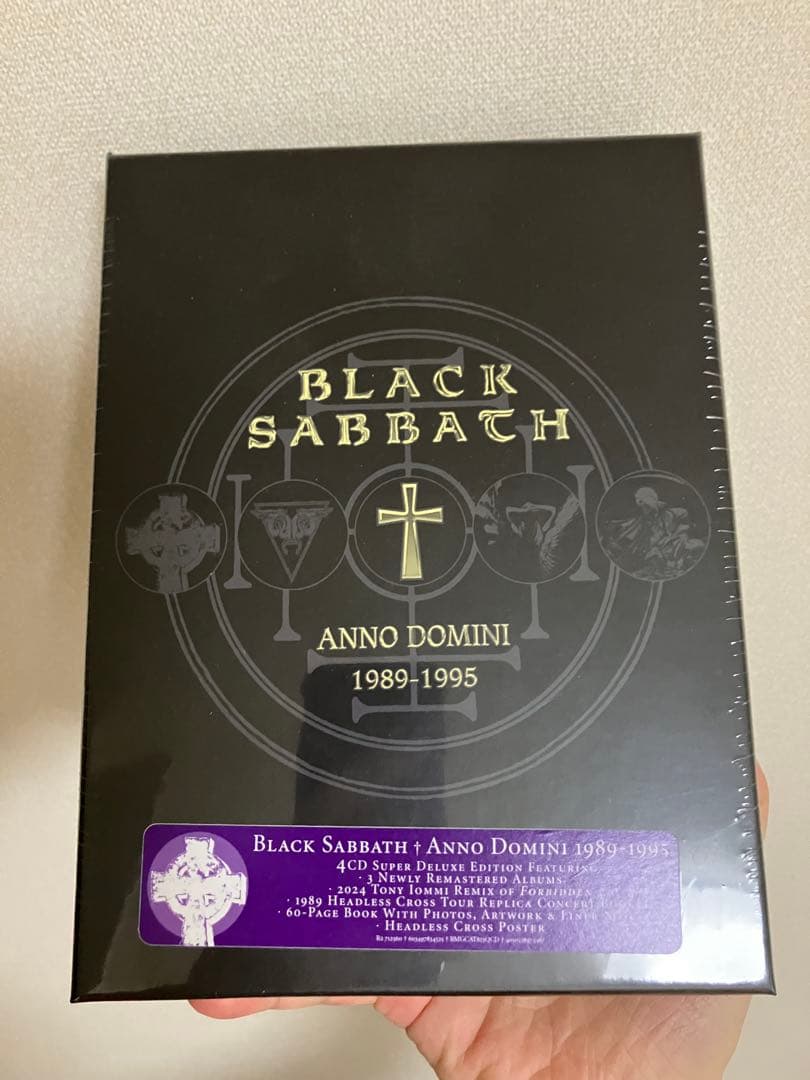 BLACK
SABBATH
ANNO DOMINI
1989-1995
BLACK SABBATH † ANNO DOMINI 1989-1995
4CD SUPER DELUXE EDITION FEATURING
· 3 NEWLY REMASTERED ALBUMS
· 2024 TONY IOMMI REMIX OF FORBIDDEN
· 1989 HEADLESS CROSS TOUR REPLICA CONCERT
· 60-PAGE BOOK WITH PHOTOS, ARTWORK & LINER
· HEADLESS CROSS POSTER